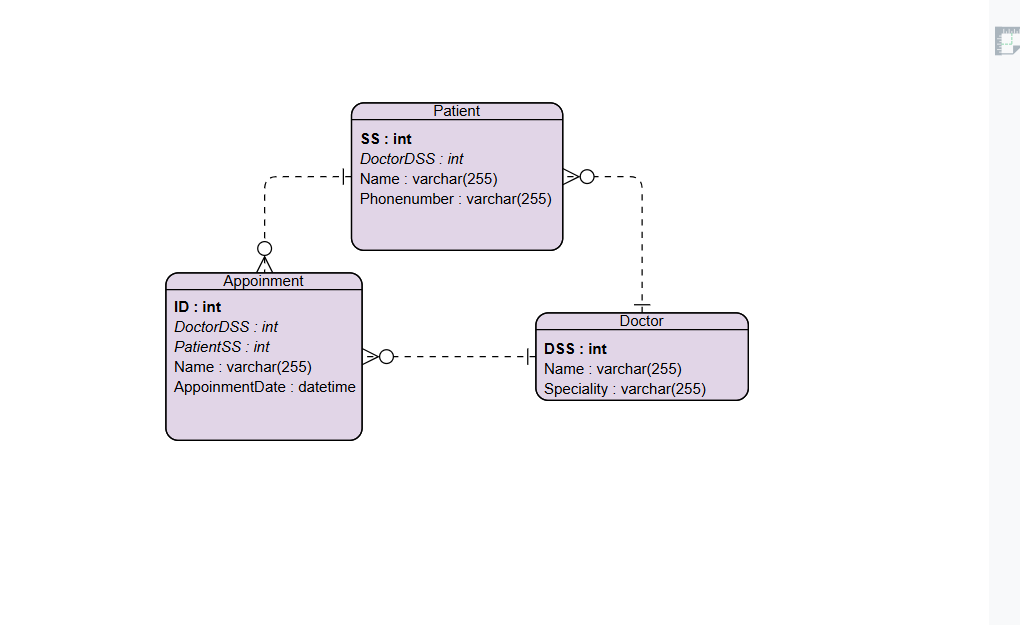 Patient
SS : int
DoctorDSS : int
Name : varchar(255)
Phonenumber : varchar(255)
Appoinment
ID : int
DoctorDSS : int
PatientSS : int
Name : varchar(255)
AppoinmentDate : datetime
Doctor
DSS : int
Name : varchar(255)
Speciality : varchar(255)